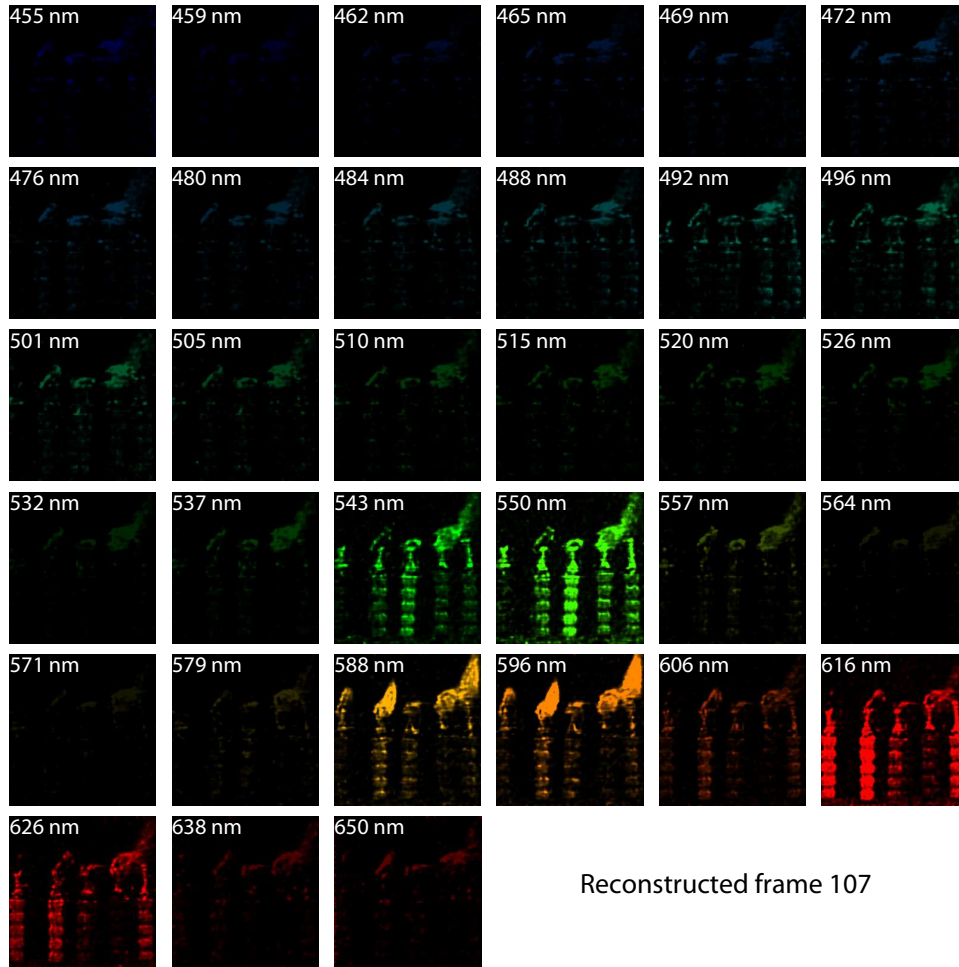 455 nm 459 nm 462 nm 465 nm 469 nm 472 nm
476 nm 480 nm 484 nm 488 nm 492 nm 496 nm
501 nm 505 nm 510 nm 515 nm 520 nm 526 nm
532 nm 537 nm 543 nm 550 nm 557 nm 564 nm
571 nm 579 nm 588 nm 596 nm 606 nm 616 nm
626 nm 638 nm 650 nm
Reconstructed frame 107